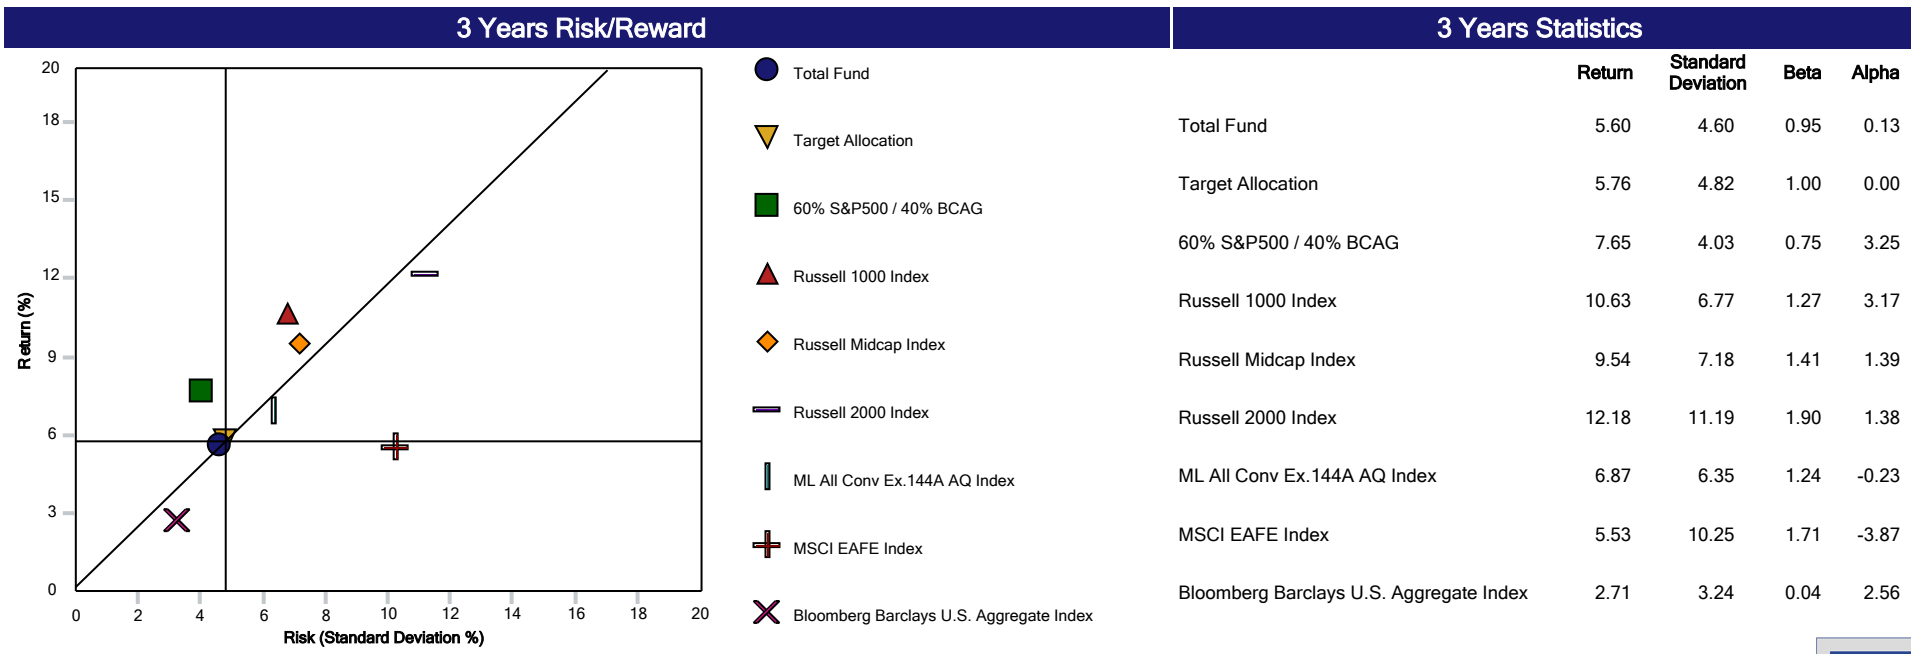 3 Years Risk/Reward
20
18
15
12
9
6
3
0
Return (%)
0 2 4 6 8 10 12 14 16 18 20
Risk (Standard Deviation %)
Total Fund
Target Allocation
60% S&P500 / 40% BCAG
Russell 1000 Index
Russell Midcap Index
Russell 2000 Index
ML All Conv Ex.144A AQ Index
MSCI EAFE Index
Bloomberg Barclays U.S. Aggregate Index
3 Years Statistics
Return Standard Deviation Beta Alpha
Total Fund 5.60 4.60 0.95 0.13
Target Allocation 5.76 4.82 1.00 0.00
60% S&P500 / 40% BCAG 7.65 4.03 0.75 3.25
Russell 1000 Index 10.63 6.77 1.27 3.17
Russell Midcap Index 9.54 7.18 1.41 1.39
Russell 2000 Index 12.18 11.19 1.90 1.38
ML All Conv Ex.144A AQ Index 6.87 6.35 1.24 -0.23
MSCI EAFE Index 5.53 10.25 1.71 -3.87
Bloomberg Barclays U.S. Aggregate Index 2.71 3.24 0.04 2.56